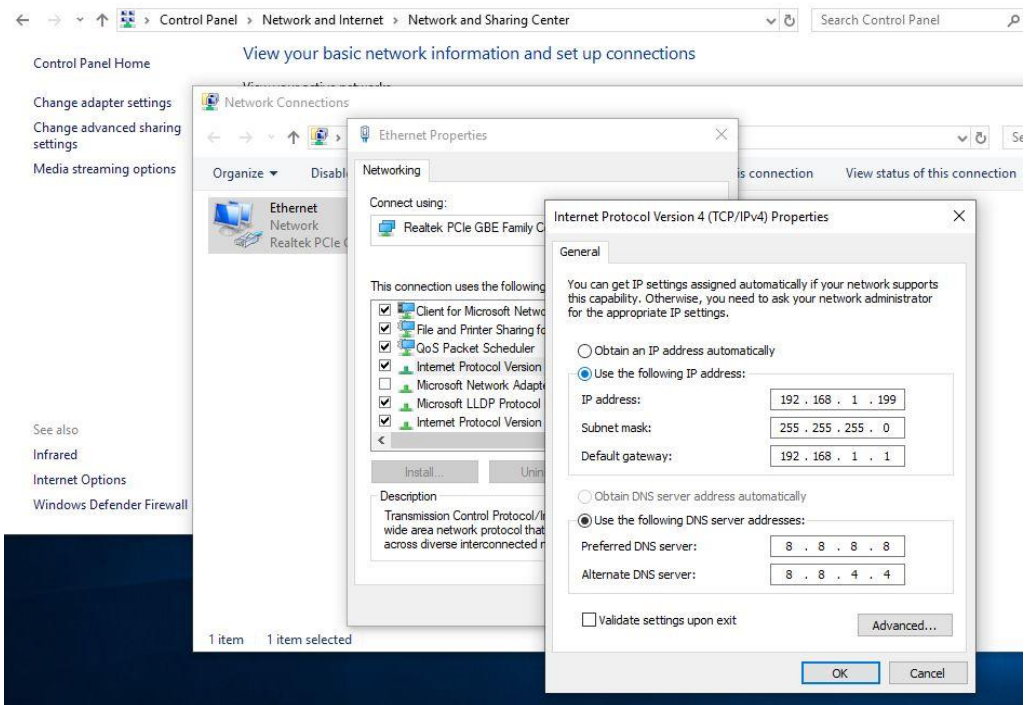 Control Panel > Network and Internet > Network and Sharing Center
Search Control Panel
Control Panel Home
Change adapter settings
Change advanced sharing
settings
Media streaming options
See also
Infrared
Internet Options
Windows Defender Firewall
View your basic network information and set up connections
Network Connections
Organize
View status of this connection
Ethernet
Network
Realtek PCIe
1 item
1 item selected
Ethernet Properties
Networking
Connect using:
Realtek PCIe GBE Family
This connection uses the following
Client for Microsoft
File and Printer Sharing
QoS Packet Scheduler
Internet Protocol Version
Microsoft Network
Microsoft LLDP Protocol
Internet Protocol Version
Install...
Description
Transmission Control
wide area network protocol that
across diverse interconnected
Internet Protocol Version 4 (TCP/IPv4) Properties
General
You can get IP settings assigned automatically if your network supports
this capability. Otherwise, you need to ask your network administrator
for the appropriate IP settings.
Obtain an IP address automatically
Use the following IP address:
IP address: 192 . 168 . 1 . 199
Subnet mask: 255 . 255 . 255 . 0
Default gateway: 192 . 168 . 1 . 1
Obtain DNS server address automatically
Use the following DNS server addresses:
Preferred DNS server: 8 . 8 . 8 . 8
Alternate DNS server: 8 . 8 . 4 . 4
Validate settings upon exit
Advanced...
OK
Cancel